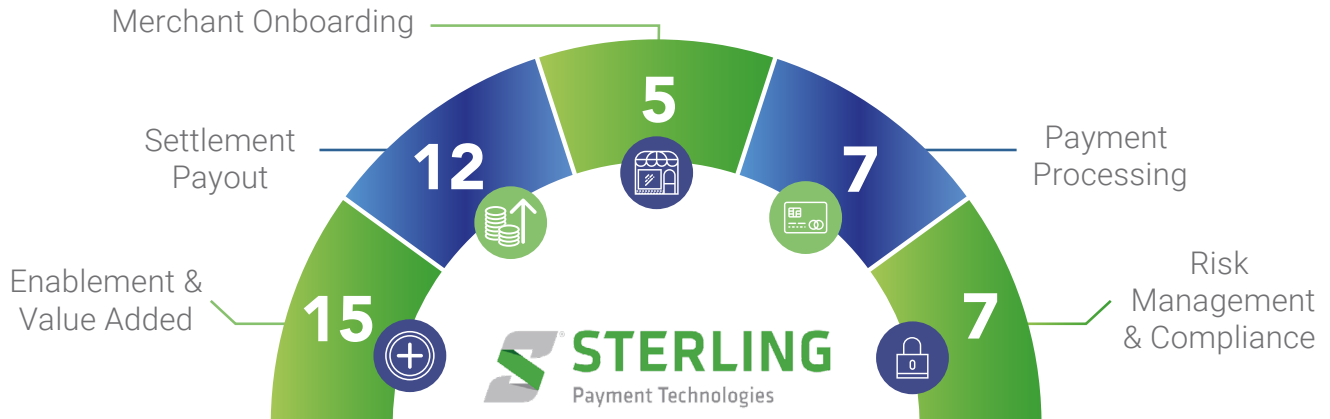 Merchant Onboarding
5
Settlement
Payout
12
7
Payment
Processing
Enablement &
Value Added
15
7
Risk
Management
& Compliance
STERLING
®
Payment Technologies
0